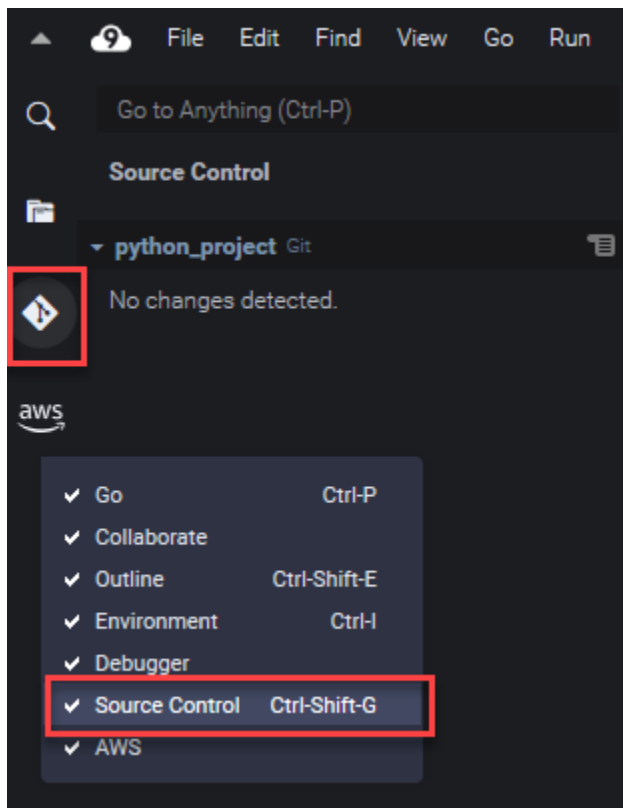 9 File Edit Find View Go Run
Go to Anything (Ctrl-P)
Source Control
python_project Git
No changes detected.
aws
Go Ctrl-P
Collaborate
Outline Ctrl-Shift-E
Environment Ctrl-I
Debugger
Source Control Ctrl-Shift-G
AWS